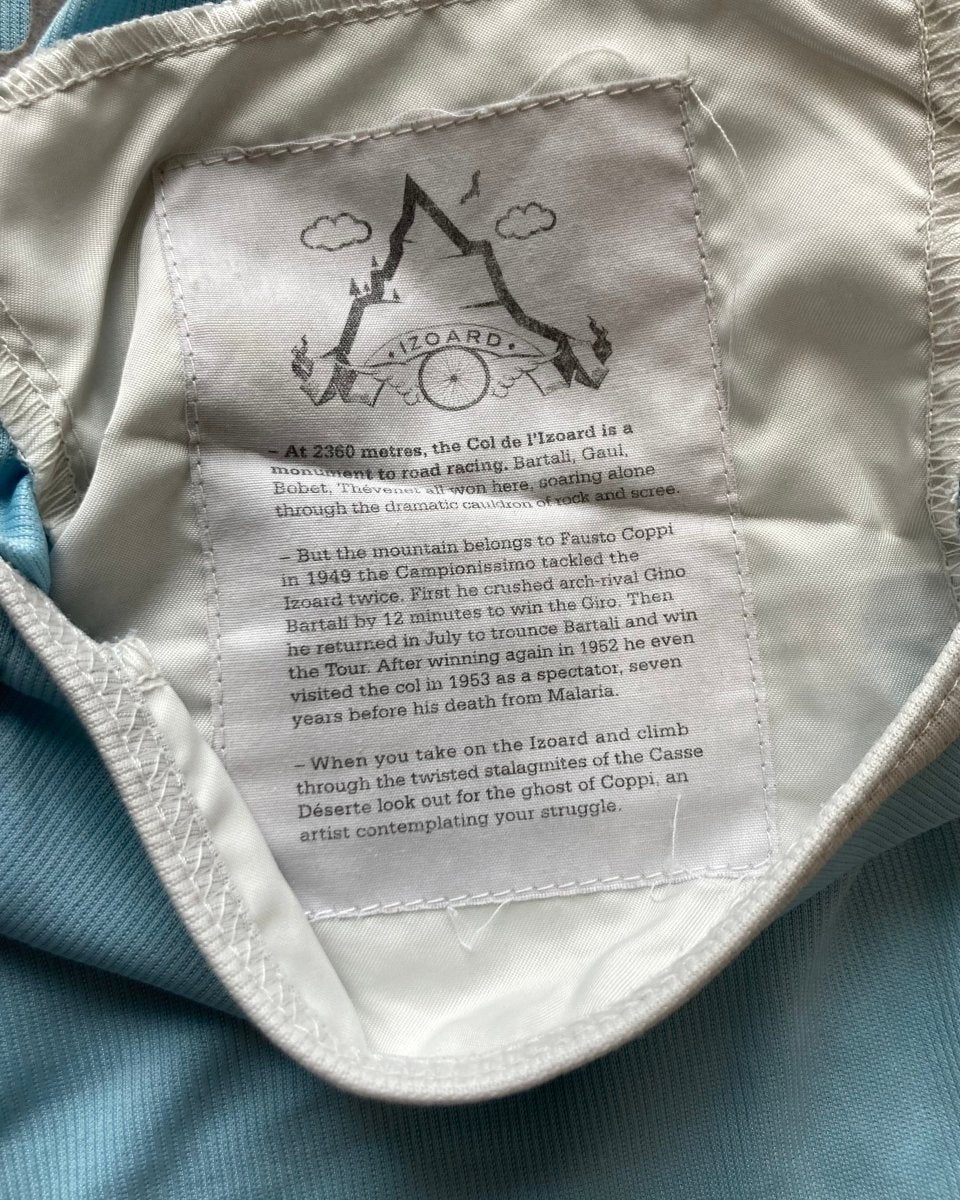 · IZOARD ·
– At 2360 metres, the Col de l'Izoard is a
monument to road racing. Bartali, Gaul,
Bobet, Thévenet all won here, soaring alone
through the dramatic cauldron of rock and scree.
– But the mountain belongs to Fausto Coppi
in 1949 the Campionissimo tackled the
Izoard twice. First he crushed arch-rival Gino
Bartali by 12 minutes to win the Giro. Then
he returned in July to trounce Bartali and win
the Tour. After winning again in 1952 he even
visited the col in 1953 as a spectator, seven
years before his death from Malaria.
– When you take on the Izoard and climb
through the twisted stalagmites of the Casse
Déserte look out for the ghost of Coppi, an
artist contemplating your struggle.